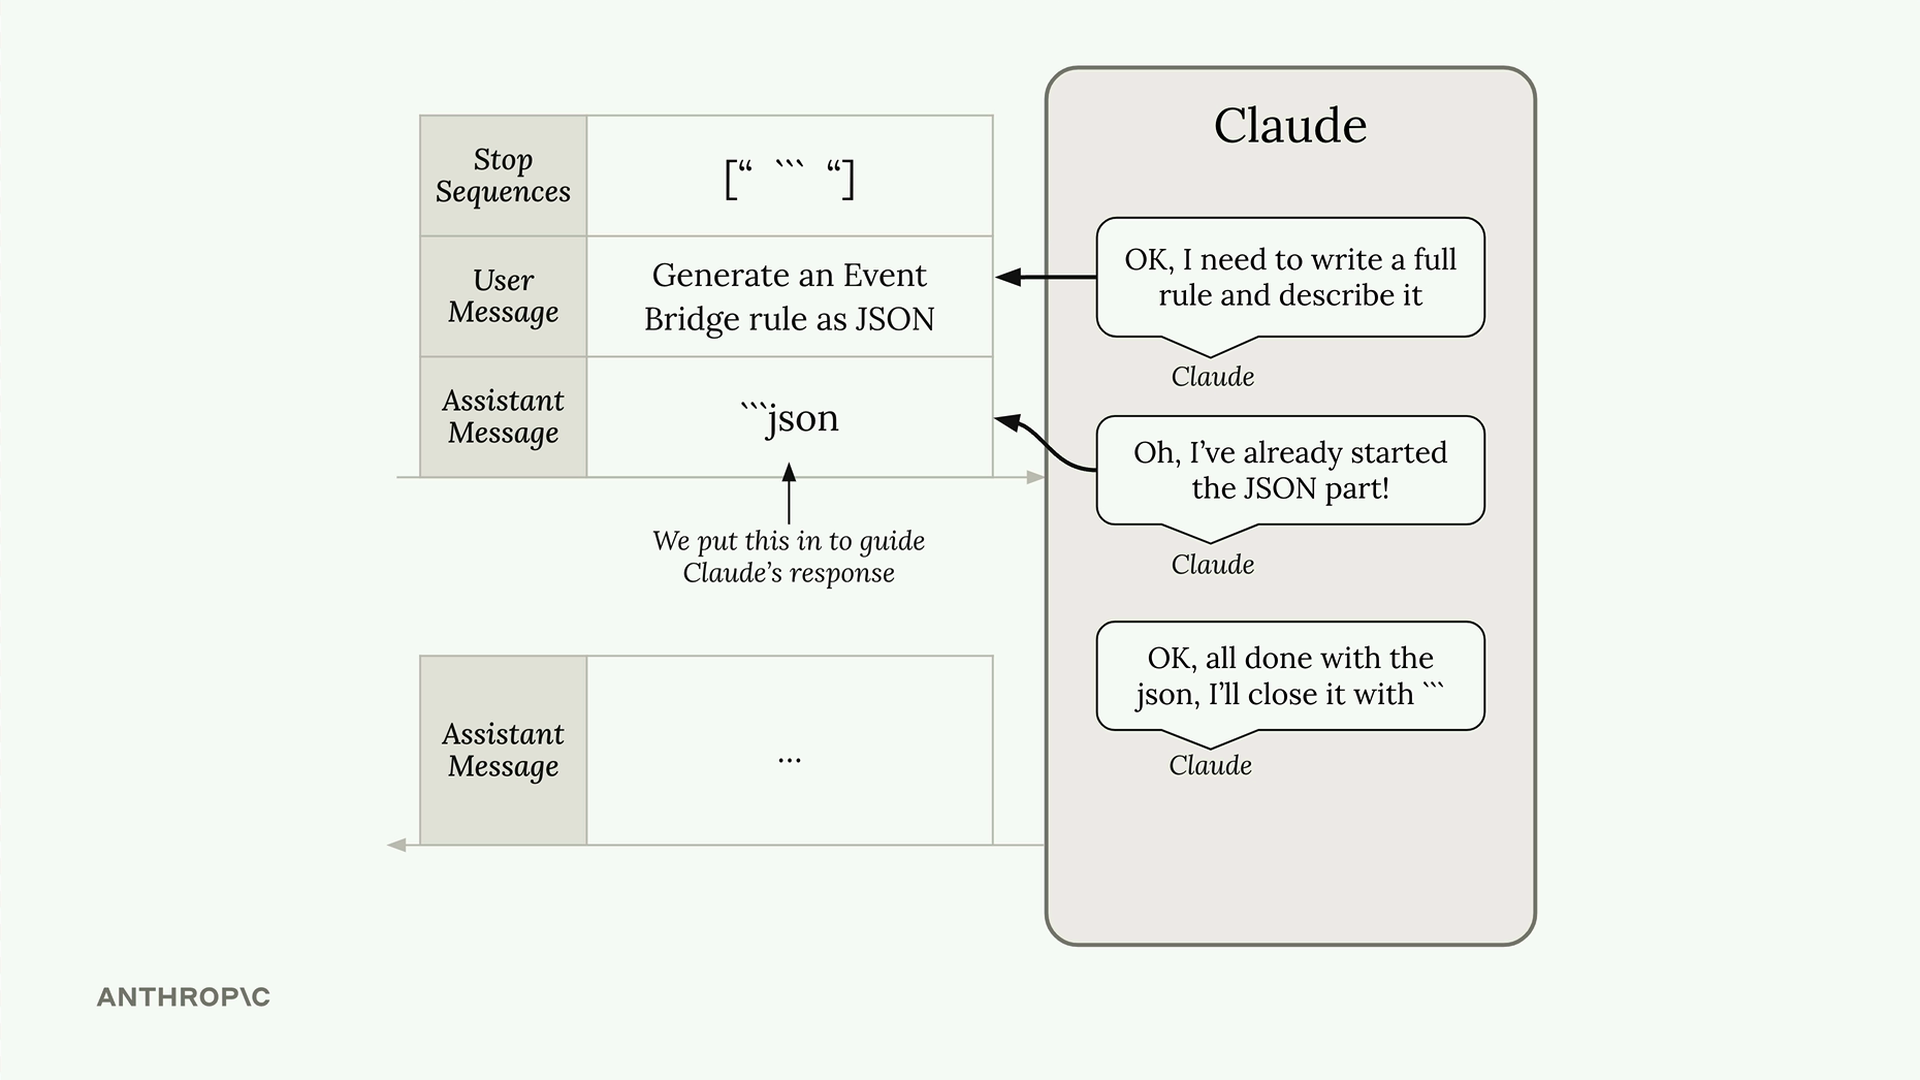 Claude
Stop
Sequences
[“ ``` “]
User
Message
Generate an Event
Bridge rule as JSON
Assistant
Message
```json
We put this in to guide
Claude’s response
OK, I need to write a full
rule and describe it
Claude
Oh, I’ve already started
the JSON part!
Claude
Assistant
Message
...
OK, all done with the
json, I’ll close it with ```
Claude
ANTHROP\C